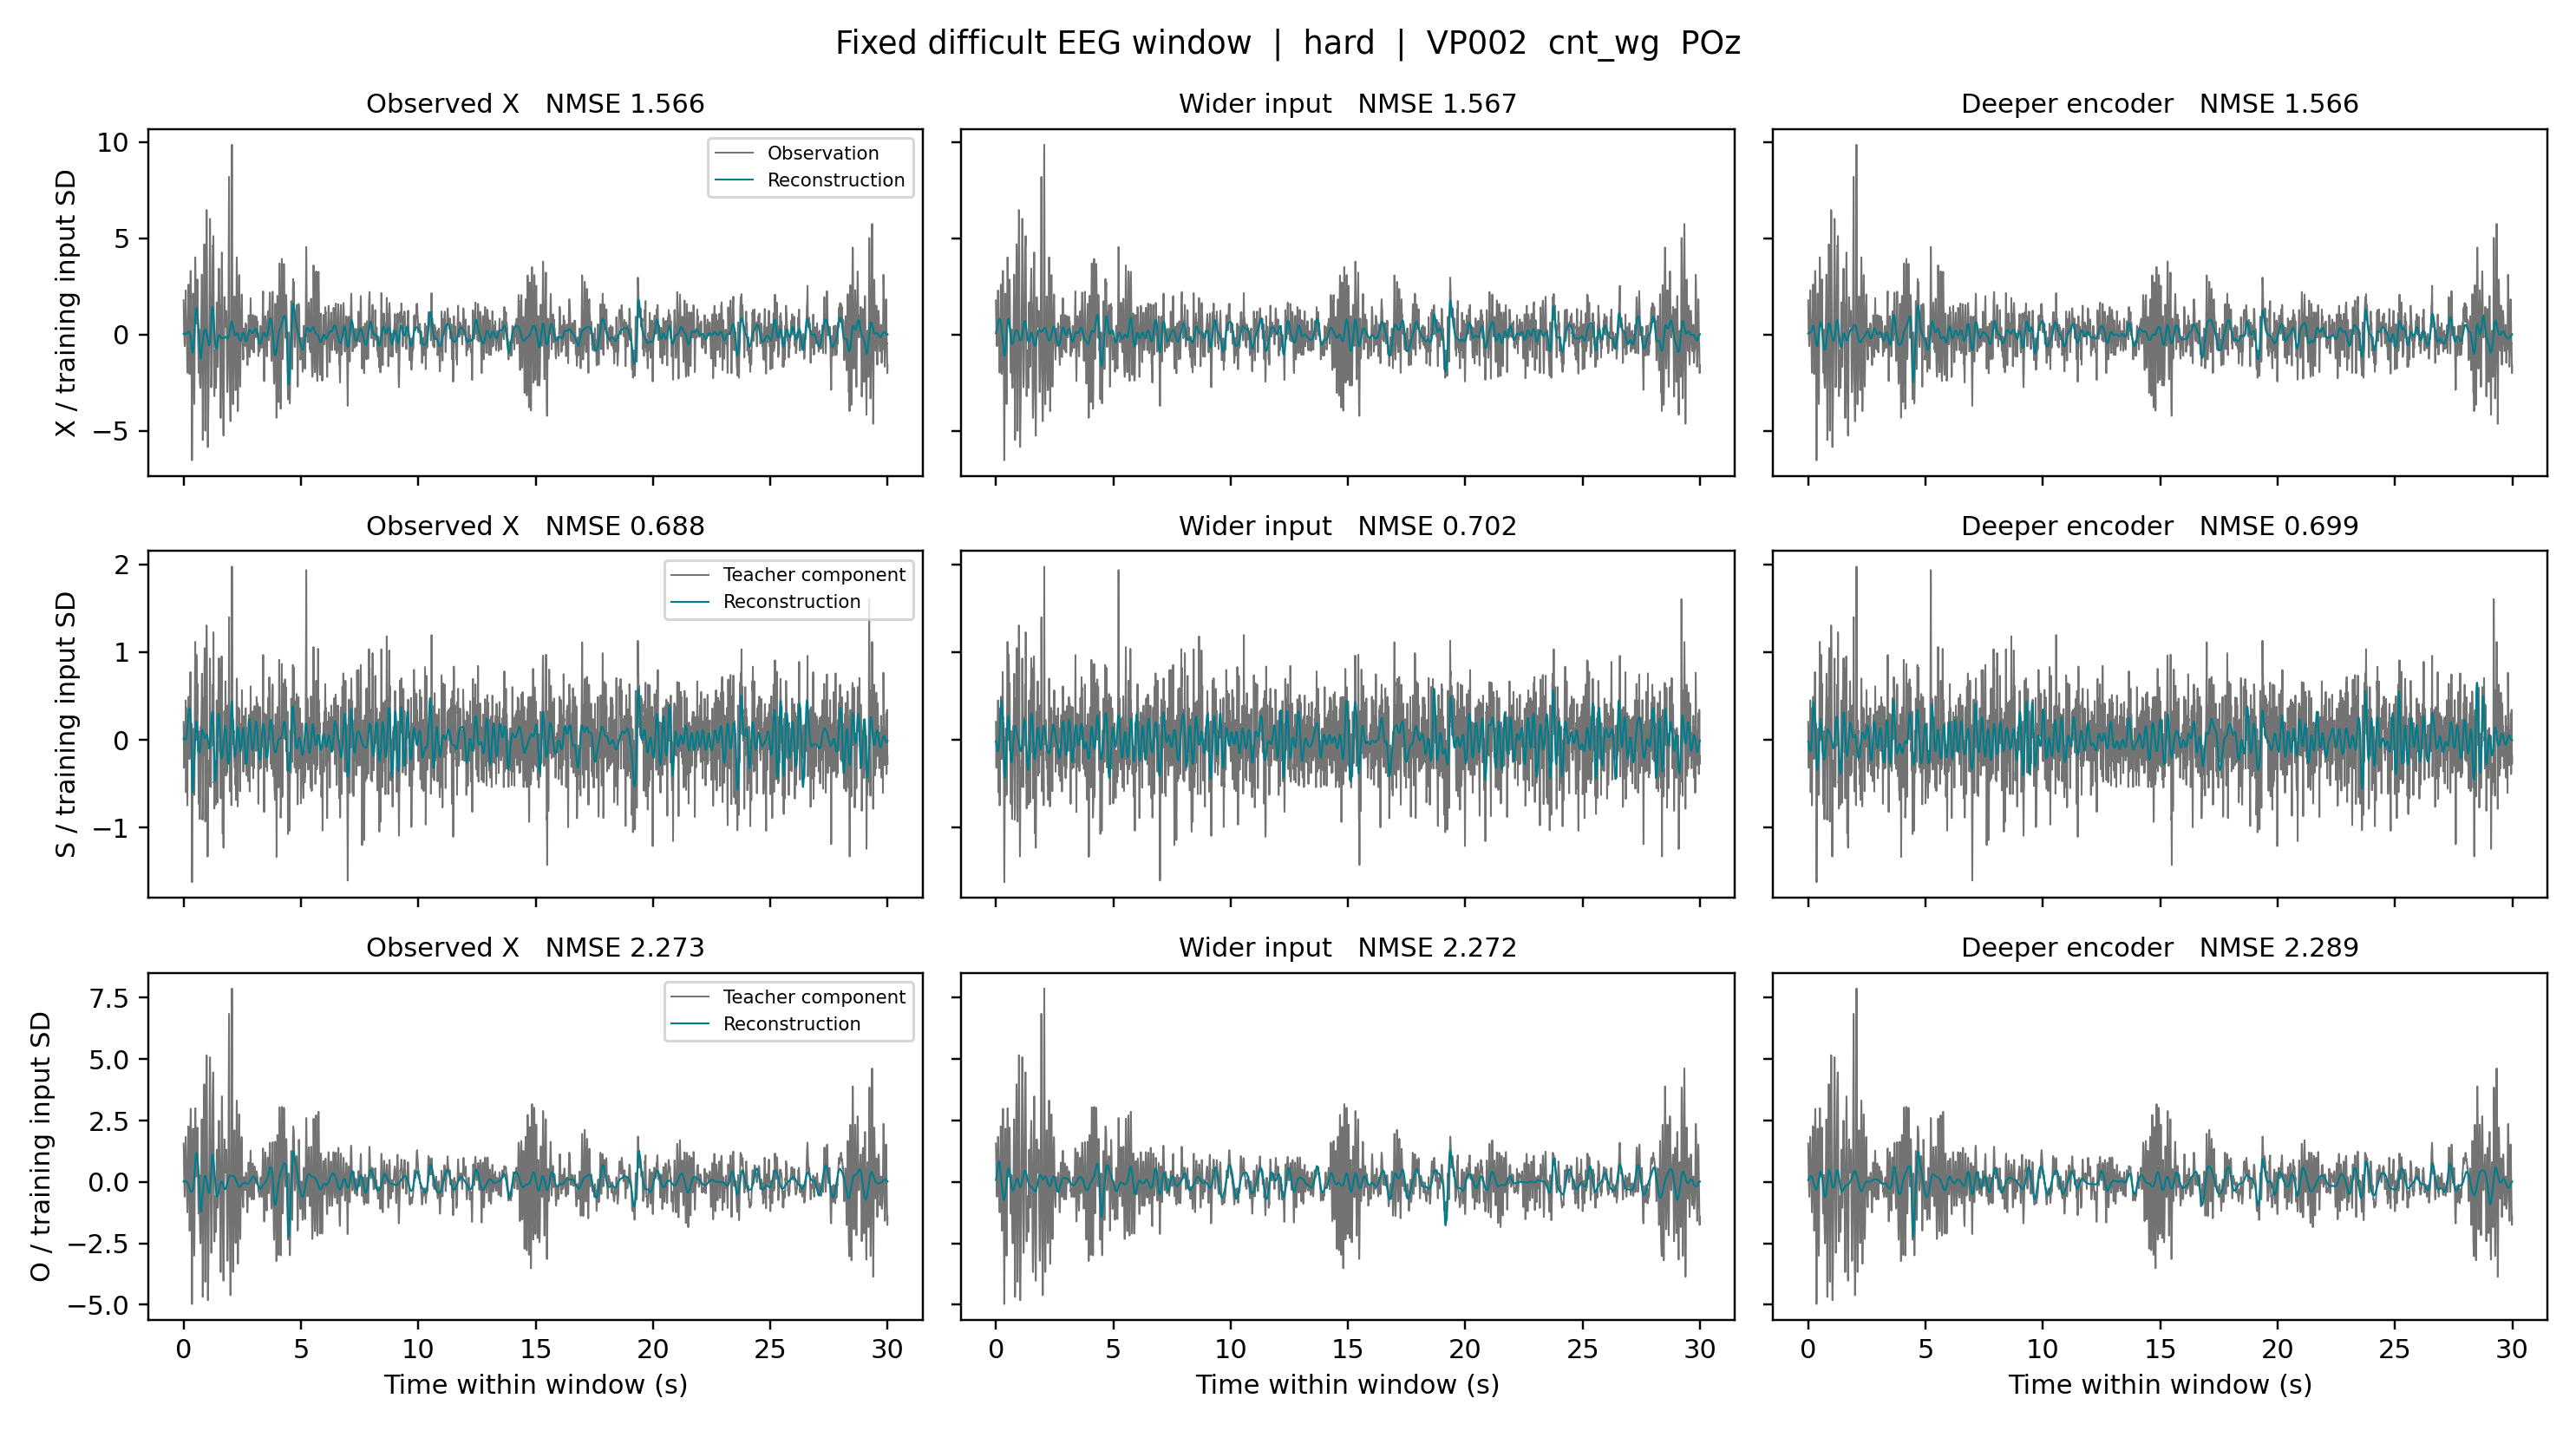 Fixed difficult EEG window | hard | VP002 cnt_wg POz
Observed X NMSE 1.566
Wider input NMSE 1.567
Deeper encoder NMSE 1.566
X / training input SD
10
5
0
−5
Observation
Reconstruction
Observed X NMSE 0.688
Wider input NMSE 0.702
Deeper encoder NMSE 0.699
S / training input SD
2
1
0
−1
Teacher component
Reconstruction
Observed X NMSE 2.273
Wider input NMSE 2.272
Deeper encoder NMSE 2.289
O / training input SD
7.5
5.0
2.5
0.0
−2.5
−5.0
Teacher component
Reconstruction
0 5 10 15 20 25 30
0 5 10 15 20 25 30
0 5 10 15 20 25 30
Time within window (s)
Time within window (s)
Time within window (s)